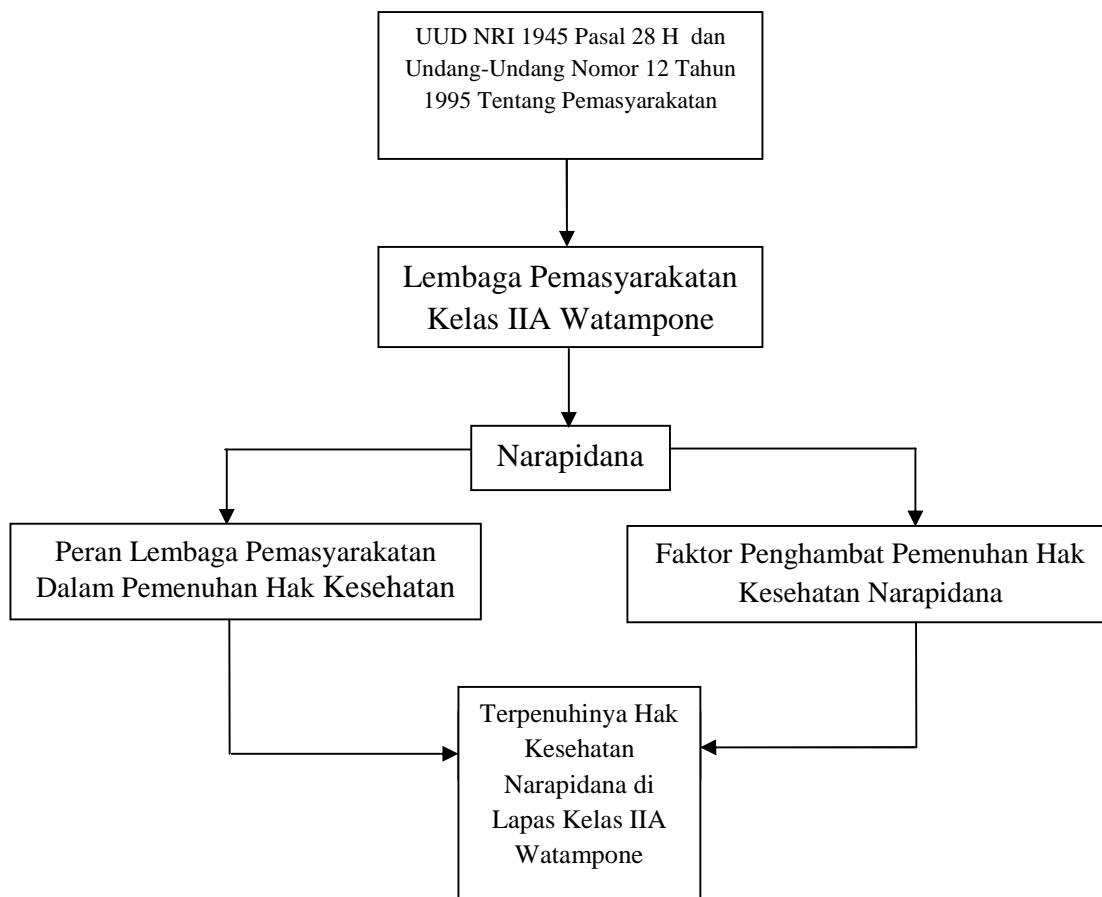 UUD NRI 1945 Pasal 28 H dan
Undang-Undang Nomor 12 Tahun
1995 Tentang Pemasyarakatan
Lembaga Pemasyarakatan
Kelas IIA Watampone
Narapidana
Peran Lembaga Pemasyarakatan
Dalam Pemenuhan Hak Kesehatan
Faktor Penghambat Pemenuhan Hak
Kesehatan Narapidana
Terpenuhinya Hak
Kesehatan
Narapidana di
Lapas Kelas IIA
Watampone